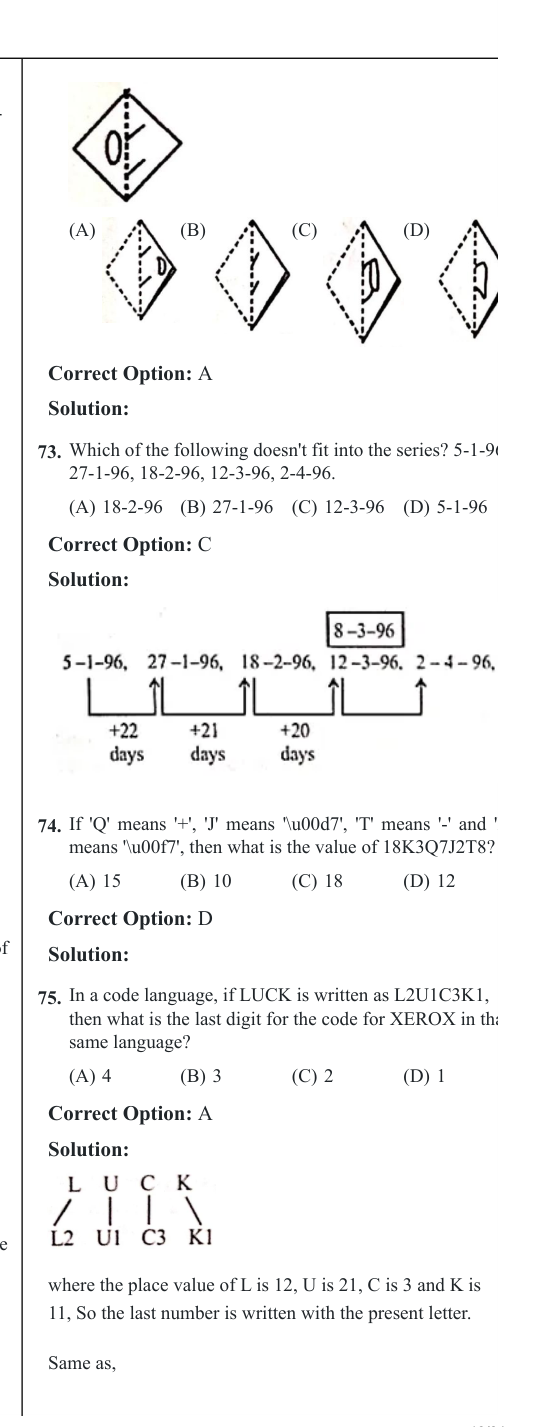 (A) (B) (C) (D)
Correct Option: A
Solution:
73. Which of the following doesn't fit into the series? 5-1-96
27-1-96, 18-2-96, 12-3-96, 2-4-96.
(A) 18-2-96 (B) 27-1-96 (C) 12-3-96 (D) 5-1-96
Correct Option: C
Solution:
8–3–96
5–1–96, 27–1–96, 18–2–96, 12–3–96. 2–4–96,
+22 +21 +20
days days days
74. If 'Q' means '+', 'J' means '\u00d7', 'T' means '-' and '
means '\u00f7', then what is the value of 18K3Q7J2T8?
(A) 15 (B) 10 (C) 18 (D) 12
Correct Option: D
Solution:
75. In a code language, if LUCK is written as L2U1C3K1,
then what is the last digit for the code for XEROX in
same language?
(A) 4 (B) 3 (C) 2 (D) 1
Correct Option: A
Solution:
L U C K
L2 U1 C3 K1
where the place value of L is 12, U is 21, C is 3 and K is
11, So the last number is written with the present letter.
Same as,